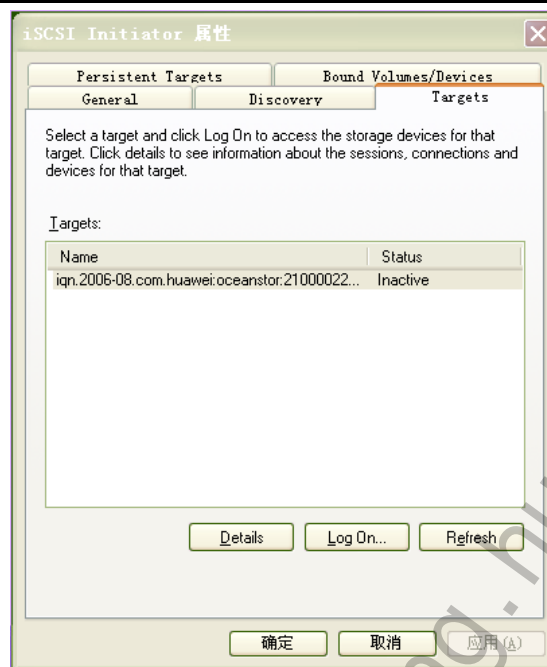 iSCSI Initiator 属性
Persistent Targets Bound Volumes/Devices
General Discovery Targets
Select a target and click Log On to access the storage devices for that
target. Click details to see information about the sessions, connections and
devices for that target.
Targets:
Name Status
iqn.2006-08.com.huawei:oceanstor:21000022... Inactive
Details Log On... Refresh
确定 取消 应用(A)